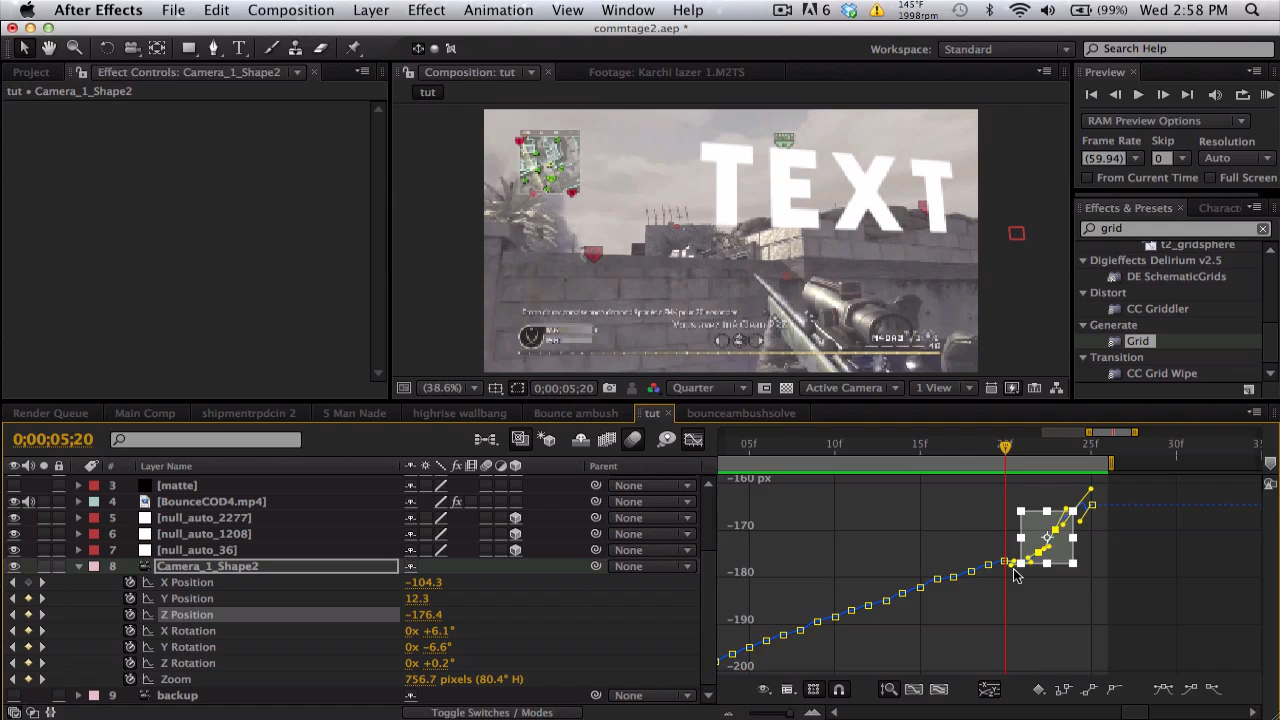 After Effects File Edit Composition Layer Effect Animation View Window Help 6 145°F 1998rpm (99%) Wed 2:58 PM
commtage2.aep *
Workspace: Standard Search Help
Project Effect Controls: Camera_1_Shape2 Composition: tut Footage: Karchi lazer 1.M2TS Preview
tut • Camera_1_Shape2 tut
RAM Preview Options
Frame Rate Skip Resolution
(59.94) 0 Auto
From Current Time Full Screen
Effects & Presets Charact
grid
t2_gridsphere
Digieffects Delirium v2.5
DE SchematicGrids
Distort
CC Griddler
Generate
Grid
Transition
CC Grid Wipe
TEXT
M40A3
(38.6%) 0;00;05;20 Quarter Active Camera 1 View
Render Queue Main Comp shipmentrpdcin 2 5 Man Nade highrise wallbang Bounce ambush tut bounceambushsolve
0;00;05;20
# Layer Name fx Parent
05f 10f 15f 25f 30f
3 [matte] None
4 [BounceCOD4.mp4] fx None
5 [null_auto_2277] None
6 [null_auto_1208] None
7 [null_auto_36] None
8 Camera_1_Shape2 None
X Position -104.3
Y Position 12.3
Z Position -176.4
X Rotation 0x +6.1°
Y Rotation 0x -6.6°
Z Rotation 0x +0.2°
Zoom 756.7 pixels (80.4° H)
9 backup None
-160 px
-170
-180
-190
-200
Toggle Switches / Modes